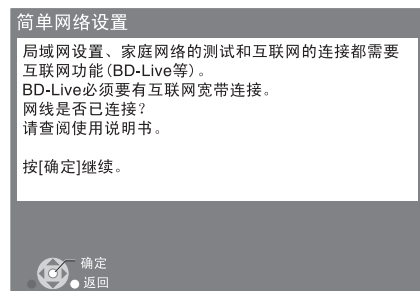 简单网络设置
局域网设置、家庭网络的测试和互联网的连接都需要
互联网功能(BD-Live等)。
BD-Live必须要有互联网宽带连接。
网线是否已连接?
请查阅使用说明书。
按[确定]继续。
确定
返回